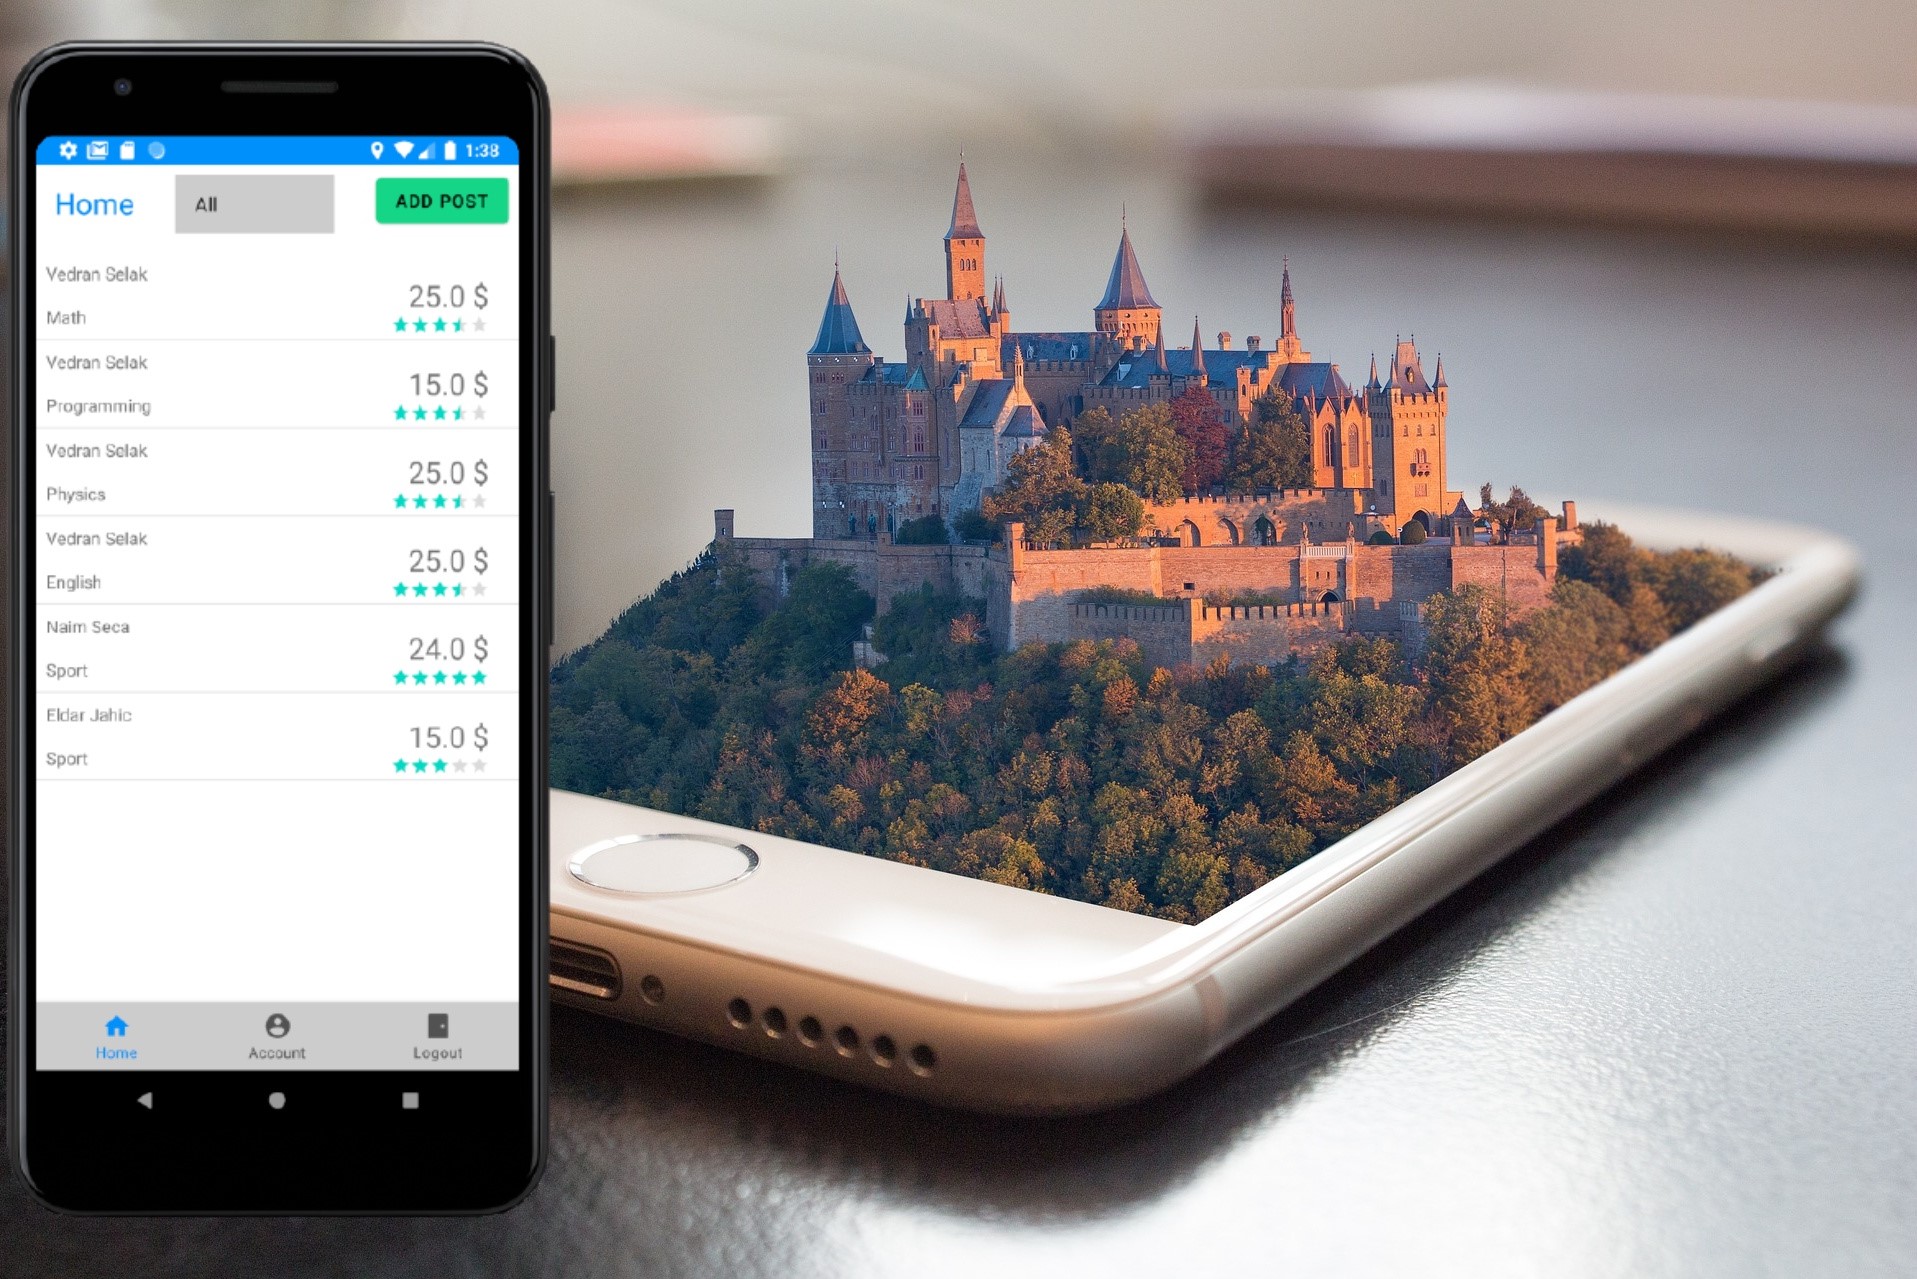 1:38
Home
All
ADD POST
Vedran Selak
25.0 $
Math
Vedran Selak
15.0 $
Programming
Vedran Selak
25.0 $
Physics
Vedran Selak
25.0 $
English
Naim Seca
24.0 $
Sport
Eldar Jahic
15.0 $
Sport
Home
Account
Logout